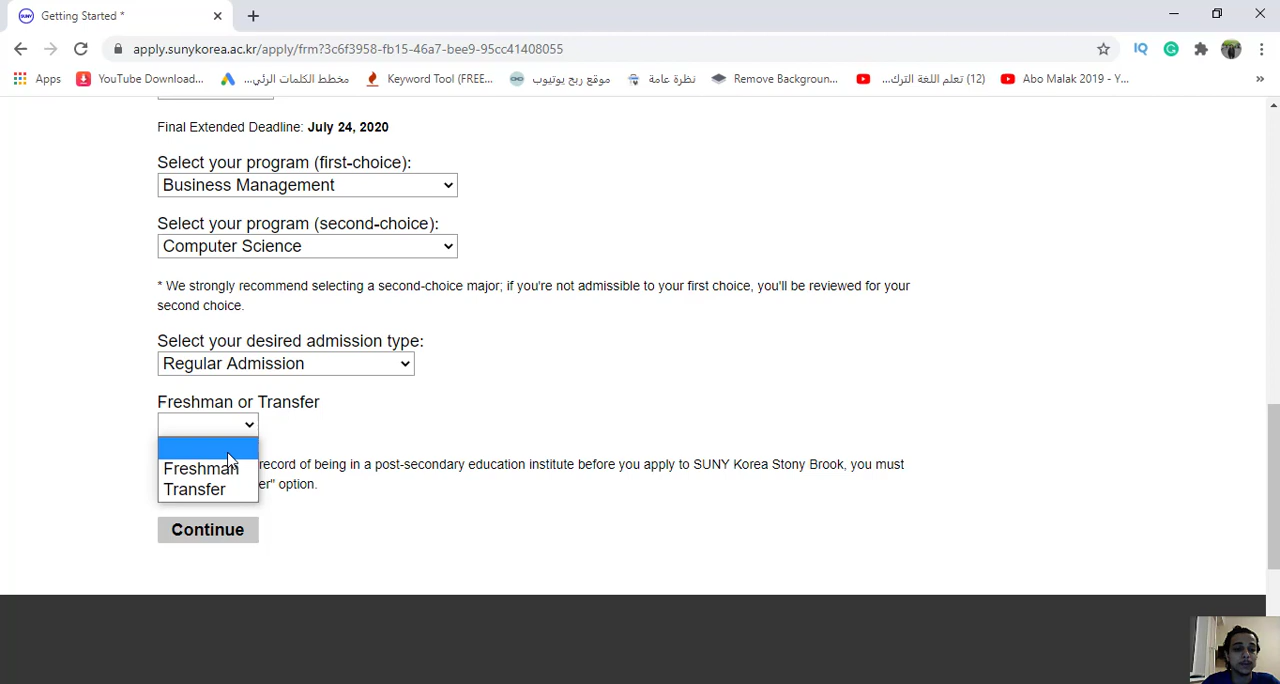 Getting Started *
apply.sunykorea.ac.kr/apply/frm?3c6f3958-fb15-46a7-bee9-95cc41408055
Apps YouTube Download... مخطط الكلمات الرئي... Keyword Tool (FREE... موقع ربح يوتيوب نظرة عامة Remove Backgroun... (12) تعلم اللغة الترك... Abo Malak 2019 - Y... »
Final Extended Deadline: July 24, 2020
Select your program (first-choice):
Business Management
Select your program (second-choice):
Computer Science
* We strongly recommend selecting a second-choice major; if you're not admissible to your first choice, you'll be reviewed for your
second choice.
Select your desired admission type:
Regular Admission
Freshman or Transfer
Freshman
record of being in a post-secondary education institute before you apply to SUNY Korea Stony Brook, you must
Transfer
er" option.
Continue